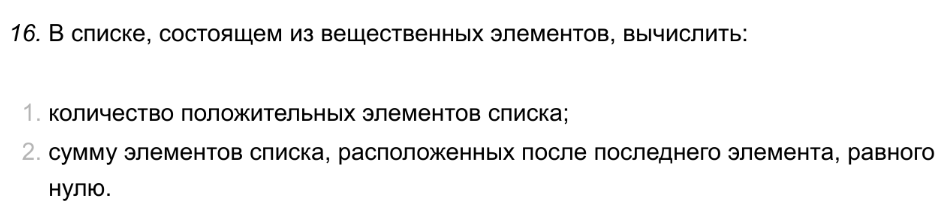 16. В списке, состоящем из вещественных элементов, вычислить:
1. количество положительных элементов списка;
2. сумму элементов списка, расположенных после последнего элемента, равного
нулю.